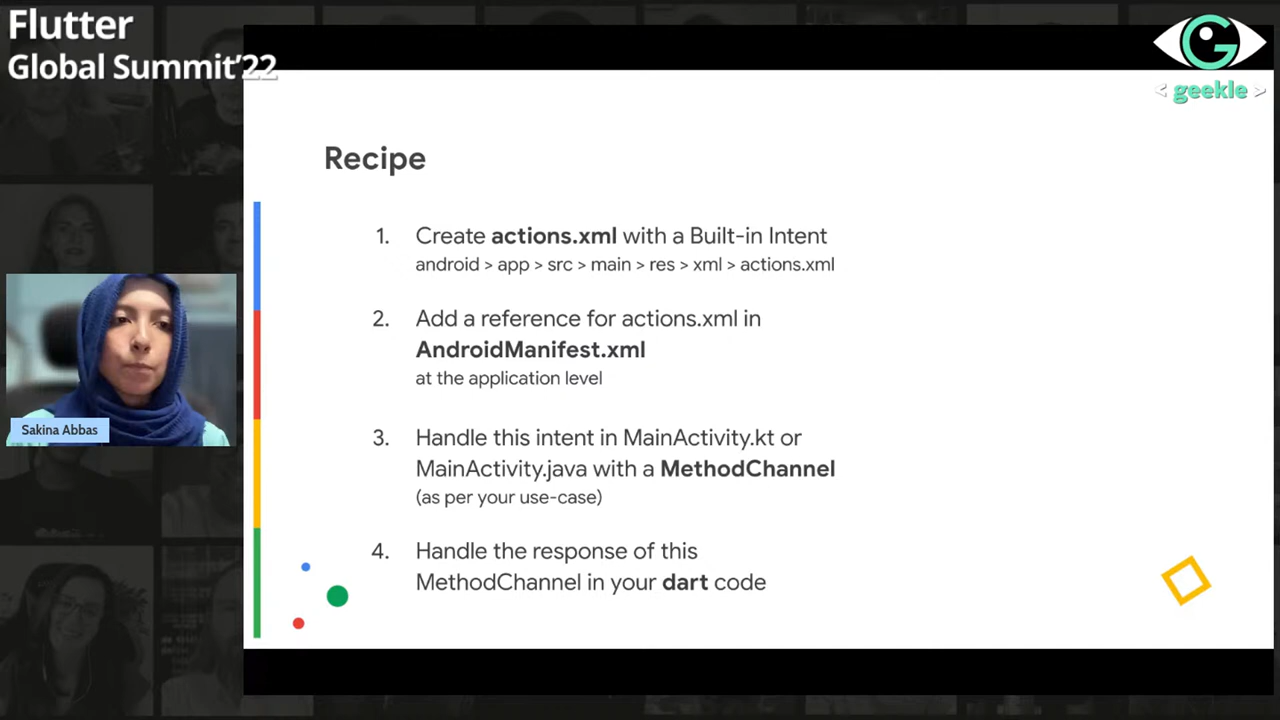 Flutter
Global Summit'22
< geekle >
Recipe
1. Create actions.xml with a Built-in Intent
android > app > src > main > res > xml > actions.xml
2. Add a reference for actions.xml in
AndroidManifest.xml
at the application level
3. Handle this intent in MainActivity.kt or
MainActivity.java with a MethodChannel
(as per your use-case)
4. Handle the response of this
MethodChannel in your dart code
Sakina Abbas